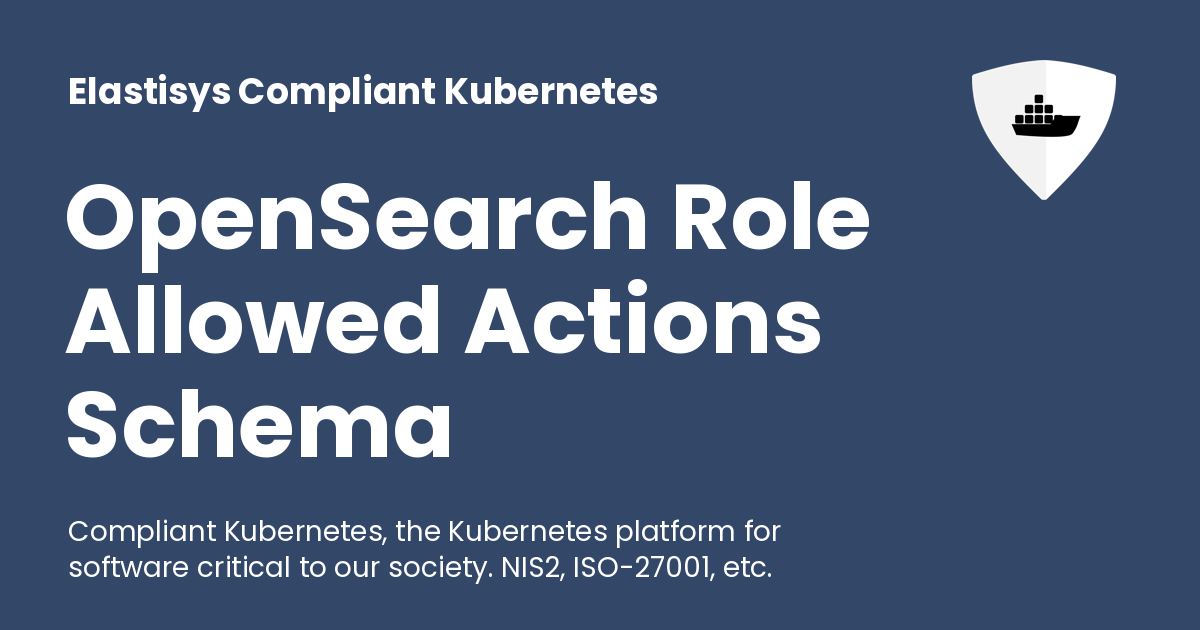 Elastisys Compliant Kubernetes
OpenSearch Role
Allowed Actions
Schema
Compliant Kubernetes, the Kubernetes platform for
software critical to our society. NIS2, ISO-27001, etc.